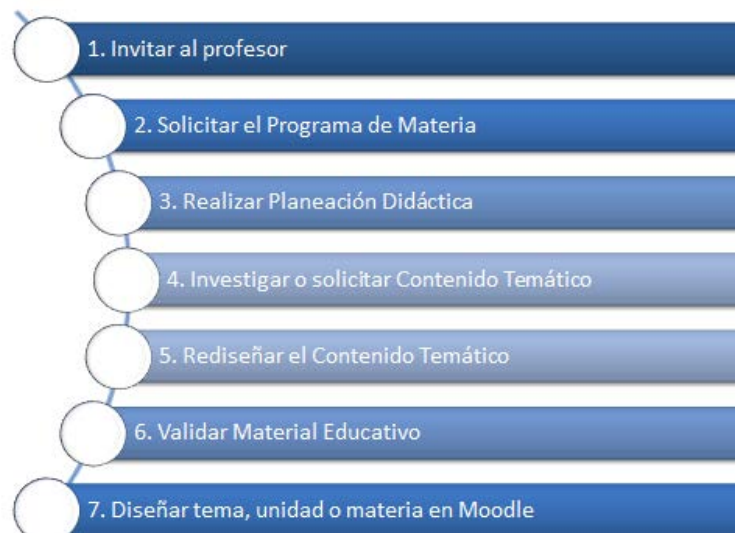 1. Invitar al profesor
2. Solicitar el Programa de Materia
3. Realizar Planeación Didáctica
4. Investigar o solicitar Contenido Temático
5. Rediseñar el Contenido Temático
6. Validar Material Educativo
7. Diseñar tema, unidad o materia en Moodle